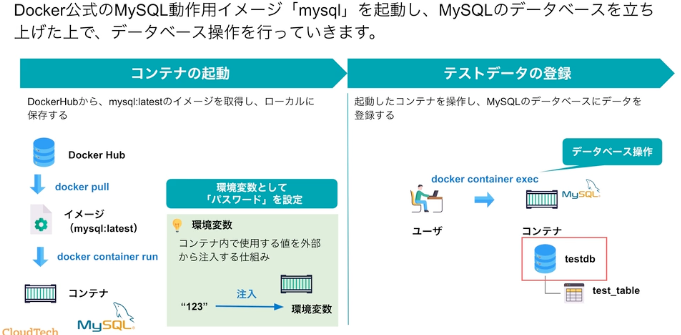 Docker公式のMySQL動作用イメージ「mysql」を起動し、MySQLのデータベースを立ち
上げた上で、データベース操作を行っていきます。
コンテナの起動
DockerHubから、mysql:latestのイメージを取得し、ローカルに
保存する
Docker Hub
docker pull
イメージ
（mysql:latest）
docker container run
コンテナ
MySQL
CloudTech
環境変数として
「パスワード」を設定
環境変数
コンテナ内で使用する値を外部
から注入する仕組み
注入
“123”
環境変数
テストデータの登録
起動したコンテナを操作し、MySQLのデータベースにデータを
登録する
データベース操作
docker container exec
MySQL
ユーザ
コンテナ
testdb
test_table